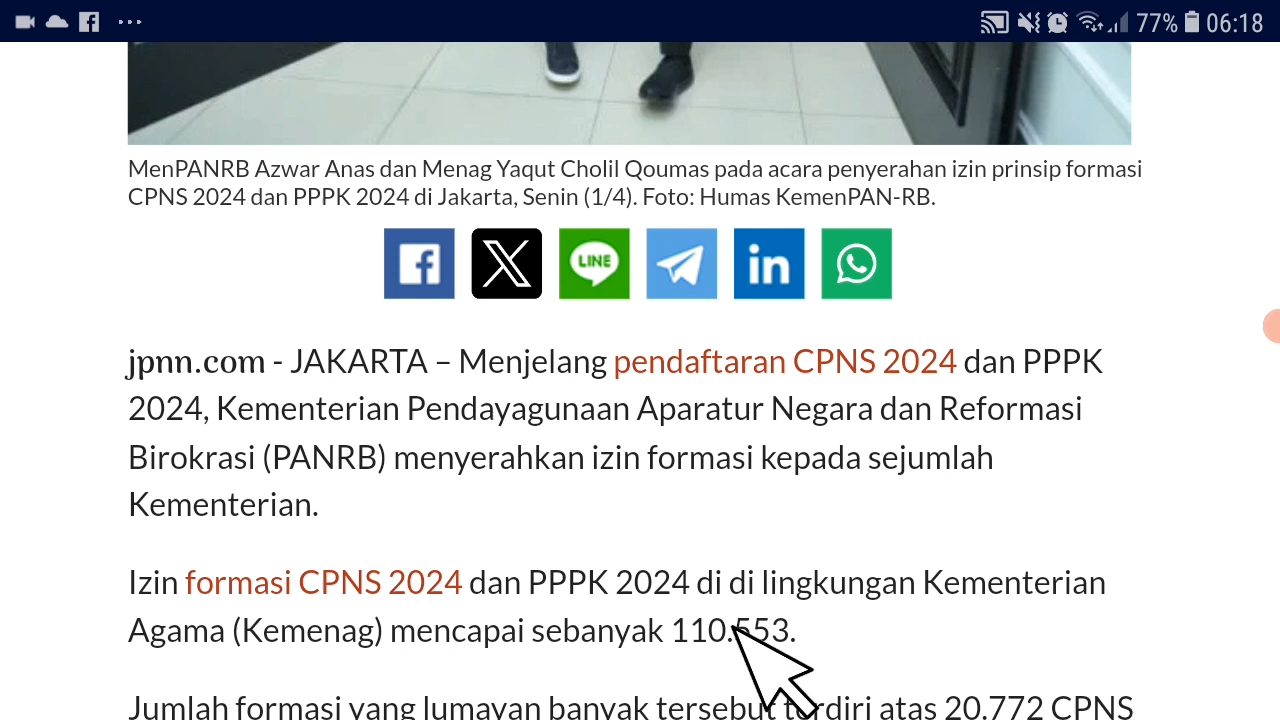 77% 06:18
MenPANRB Azwar Anas dan Menag Yaqut Cholil Qoumas pada acara penyerahan izin prinsip formasi
CPNS 2024 dan PPPK 2024 di Jakarta, Senin (1/4). Foto: Humas KemenPAN-RB.
LINE
in
jpnn.com - JAKARTA – Menjelang pendaftaran CPNS 2024 dan PPPK
2024, Kementerian Pendayagunaan Aparatur Negara dan Reformasi
Birokrasi (PANRB) menyerahkan izin formasi kepada sejumlah
Kementerian.
Izin formasi CPNS 2024 dan PPPK 2024 di di lingkungan Kementerian
Agama (Kemenag) mencapai sebanyak 110.553.
Jumlah formasi yang lumayan banyak tersebut terdiri atas 20.772 CPNS